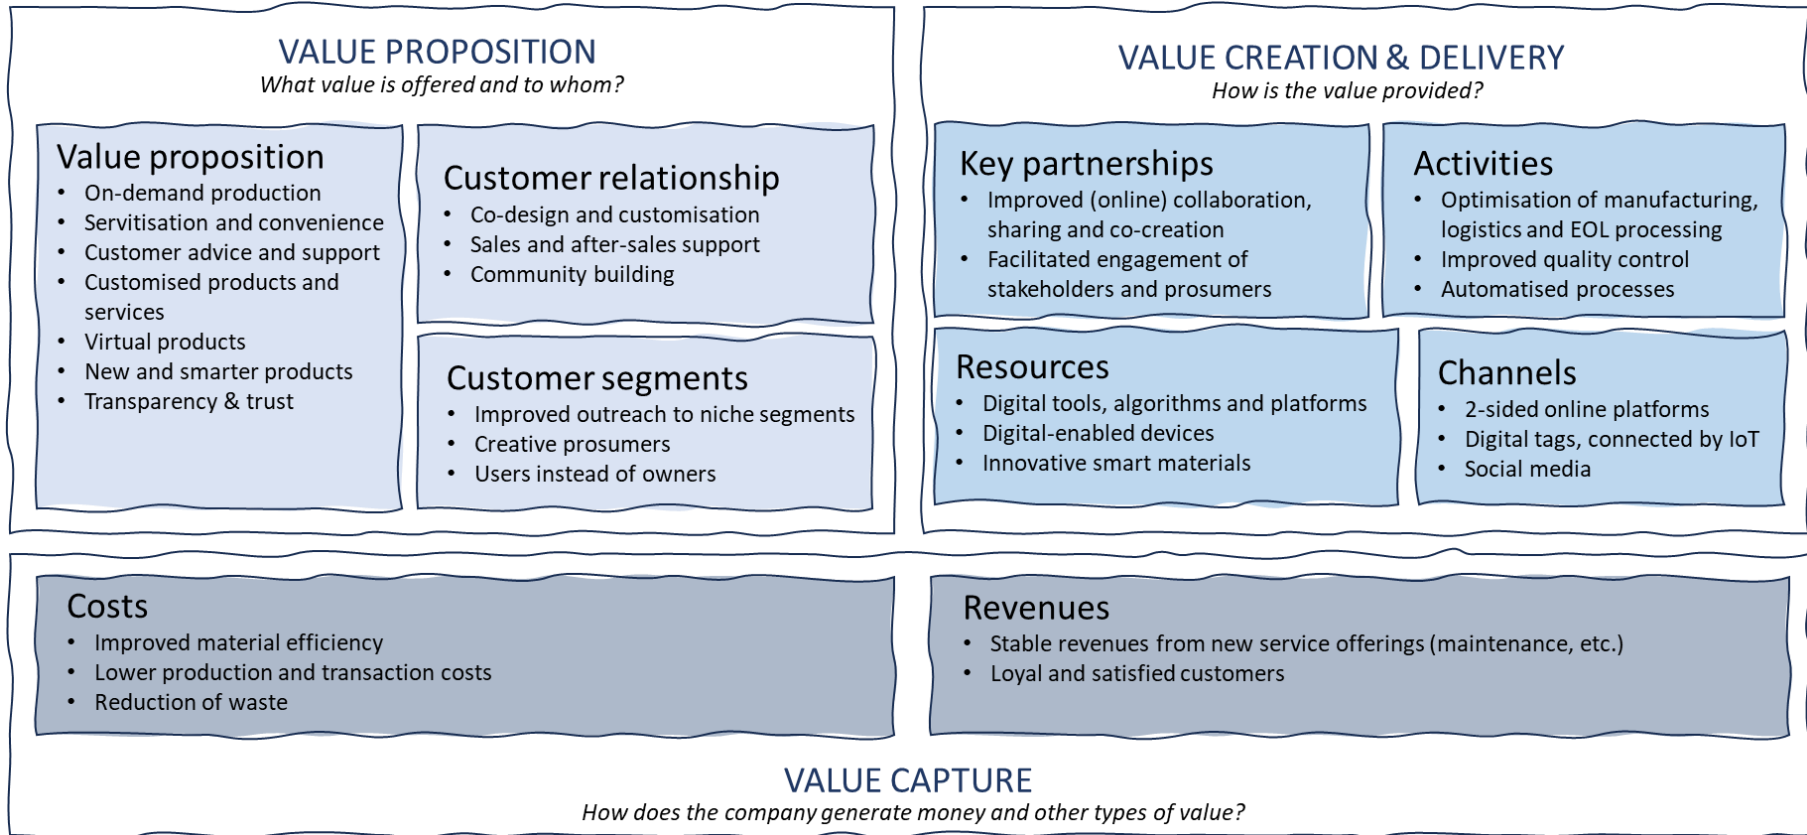 VALUE PROPOSITION
What value is offered and to whom?
Value proposition
• On-demand production
• Servitisation and convenience
• Customer advice and support
• Customised products and
services
• Virtual products
• New and smarter products
• Transparency & trust
Customer relationship
• Co-design and customisation
• Sales and after-sales support
• Community building
Customer segments
• Improved outreach to niche segments
• Creative prosumers
• Users instead of owners
VALUE CREATION & DELIVERY
How is the value provided?
Key partnerships
• Improved (online) collaboration,
sharing and co-creation
• Facilitated engagement of
stakeholders and prosumers
Activities
• Optimisation of manufacturing,
logistics and EOL processing
• Improved quality control
• Automatised processes
Resources
• Digital tools, algorithms and platforms
• Digital-enabled devices
• Innovative smart materials
Channels
• 2-sided online platforms
• Digital tags, connected by IoT
• Social media
Costs
• Improved material efficiency
• Lower production and transaction costs
• Reduction of waste
Revenues
• Stable revenues from new service offerings (maintenance, etc.)
• Loyal and satisfied customers
VALUE CAPTURE
How does the company generate money and other types of value?